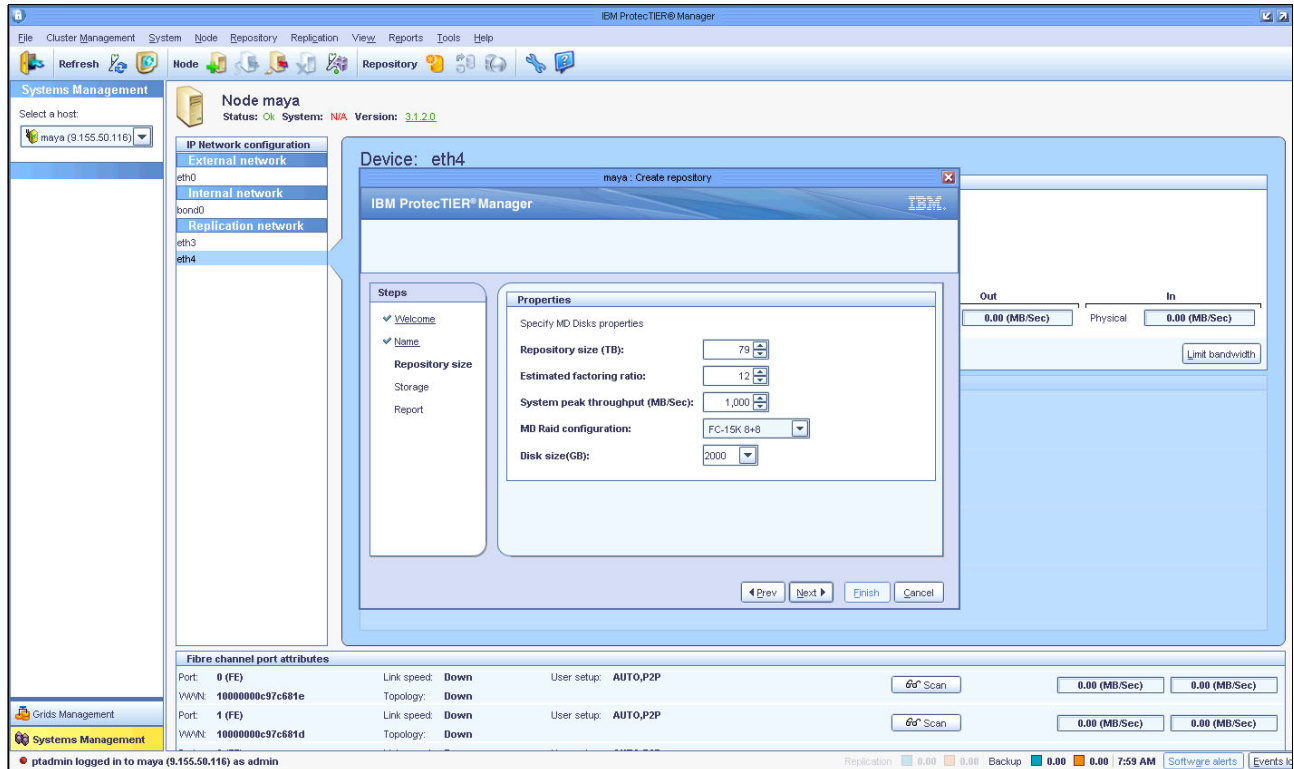 IBM ProtecTIER® Manager
File Cluster Management System Node Repository Replication View Reports Tools Help
Refresh Node Repository
Systems Management
Select a host:
maya (9.155.50.116)
Node maya
Status: Ok System: N/A Version: 3.1.2.0
IP Network configuration
External network
eth0
Internal network
bond0
Replication network
eth3
eth4
Device: eth4
maya : Create repository
IBM ProtecTIER® Manager
IBM.
Steps
Welcome
Name
Repository size
Storage
Report
Properties
Specify MD Disks properties
Repository size (TB): 79
Estimated factoring ratio: 12
System peak throughput (MB/Sec): 1,000
MD Raid configuration: FC-15K 8+8
Disk size(GB): 2000
Prev Next Finish Cancel
Out In
0.00 (MB/Sec) Physical 0.00 (MB/Sec)
Limit bandwidth
Fibre channel port attributes
Port: 0 (FE) Link speed: Down User setup: AUTO,P2P Scan 0.00 (MB/Sec) 0.00 (MB/Sec)
WWN: 10000000c97c681e Topology: Down
Port: 1 (FE) Link speed: Down User setup: AUTO,P2P Scan 0.00 (MB/Sec) 0.00 (MB/Sec)
WWN: 10000000c97c681d Topology: Down
Grids Management
Systems Management
ptadmin logged in to maya (9.155.50.116) as admin
Replication 0.00 0.00 Backup 0.00 0.00 7:59 AM Software alerts Events lo